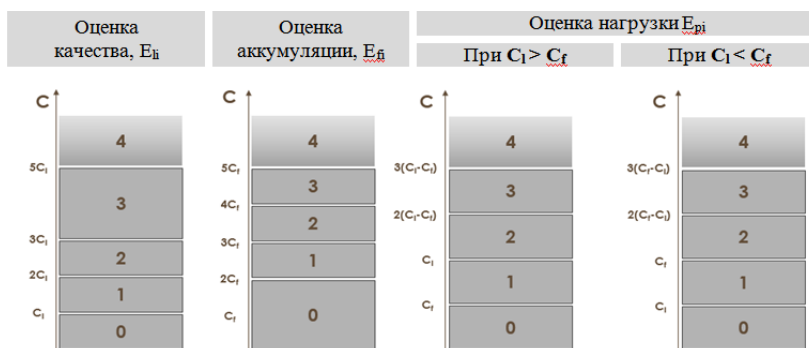 Оценка
качества, Eli
Оценка
аккумуляции, Efi
Оценка нагрузки Epi
При Cl > Cf
При Cl < Cf
C
4
5Cl
3
3Cl
2
2Cl
1
Cl
0
C
4
5Cf
3
4Cf
2
3Cf
1
2Cf
Cf
0
C
4
3(Cl-Cf)
3
2(Cl-Cf)
2
Cl
1
Cf
0
C
4
3(Cf-Cl)
3
2(Cf-Cl)
2
Cf
1
Cl
0